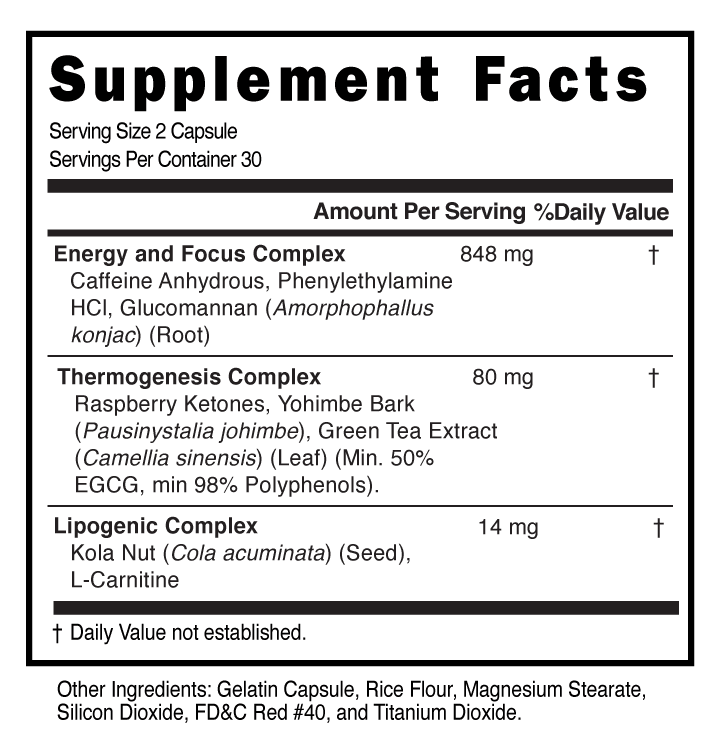 Supplement Facts
Serving Size 2 Capsule
Servings Per Container 30
Amount Per Serving %Daily Value
Energy and Focus Complex 848 mg †
Caffeine Anhydrous, Phenylethylamine
HCl, Glucomannan (Amorphophallus
konjac) (Root)
Thermogenesis Complex 80 mg †
Raspberry Ketones, Yohimbe Bark
(Pausinystalia johimbe), Green Tea Extract
(Camellia sinensis) (Leaf) (Min. 50%
EGCG, min 98% Polyphenols).
Lipogenic Complex 14 mg †
Kola Nut (Cola acuminata) (Seed),
L-Carnitine
† Daily Value not established.
Other Ingredients: Gelatin Capsule, Rice Flour, Magnesium Stearate,
Silicon Dioxide, FD&C Red #40, and Titanium Dioxide.